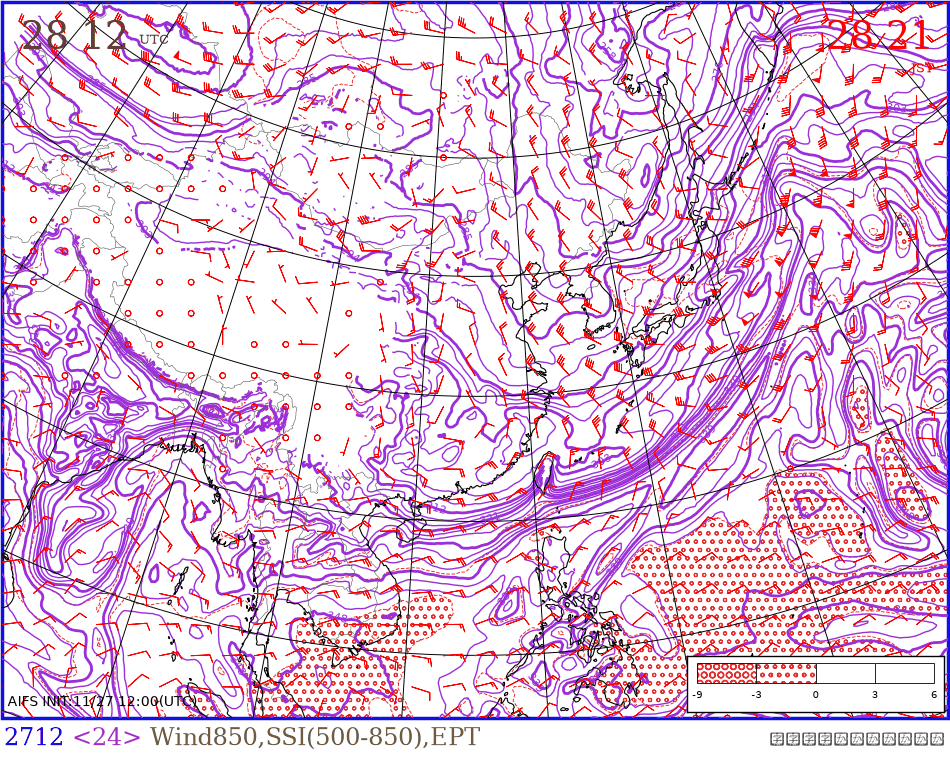 28 12 UTC
28 21
JST
-9 -3 0 3 6
AIFS INIT:11/27 12:00(UTC)
2712 <24> Wind850,SSI(500-850),EPT